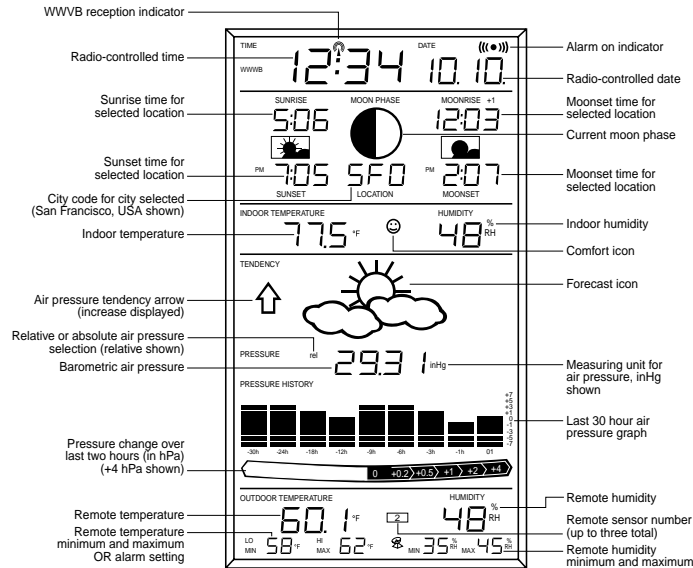 WWVB reception indicator
Radio-controlled time
TIME
WWWB
12:34
DATE
10. 10.
Alarm on indicator
Radio-controlled date
Sunrise time for
selected location
SUNRISE
5:06
MOON PHASE
MOONRISE +1
12:03
Moonset time for
selected location
Current moon phase
Sunset time for
selected location
PM
7:05
SUNSET
SFO
LOCATION
PM
2:07
MOONSET
Moonset time for
selected location
City code for city selected
(San Francisco, USA shown)
INDOOR TEMPERATURE
77.5 °F
HUMIDITY
48 % RH
Indoor temperature
Indoor humidity
Comfort icon
TENDENCY
Forecast icon
Air pressure tendency arrow
(increase displayed)
Relative or absolute air pressure
selection (relative shown)
PRESSURE
rel
29.31 inHg
Barometric air pressure
Measuring unit for
air pressure, inHg
shown
PRESSURE HISTORY
+7
+5
+3
+1
0
-1
-3
-5
-7
-30h -24h -18h -12h -9h -6h -3h -1h 01
Last 30 hour air
pressure graph
Pressure change over
last two hours (in hPa)
(+4 hPa shown)
0 +0.2 +0.5 +1 +2 +4
OUTDOOR TEMPERATURE
60.1 °F
2
HUMIDITY
48 % RH
Remote temperature
Remote humidity
Remote temperature
minimum and maximum
OR alarm setting
LO
MIN 58 °F
HI
MAX 62 °F
MIN 35 % RH
MAX 45 % RH
Remote sensor number
(up to three total)
Remote humidity
minimum and maximum